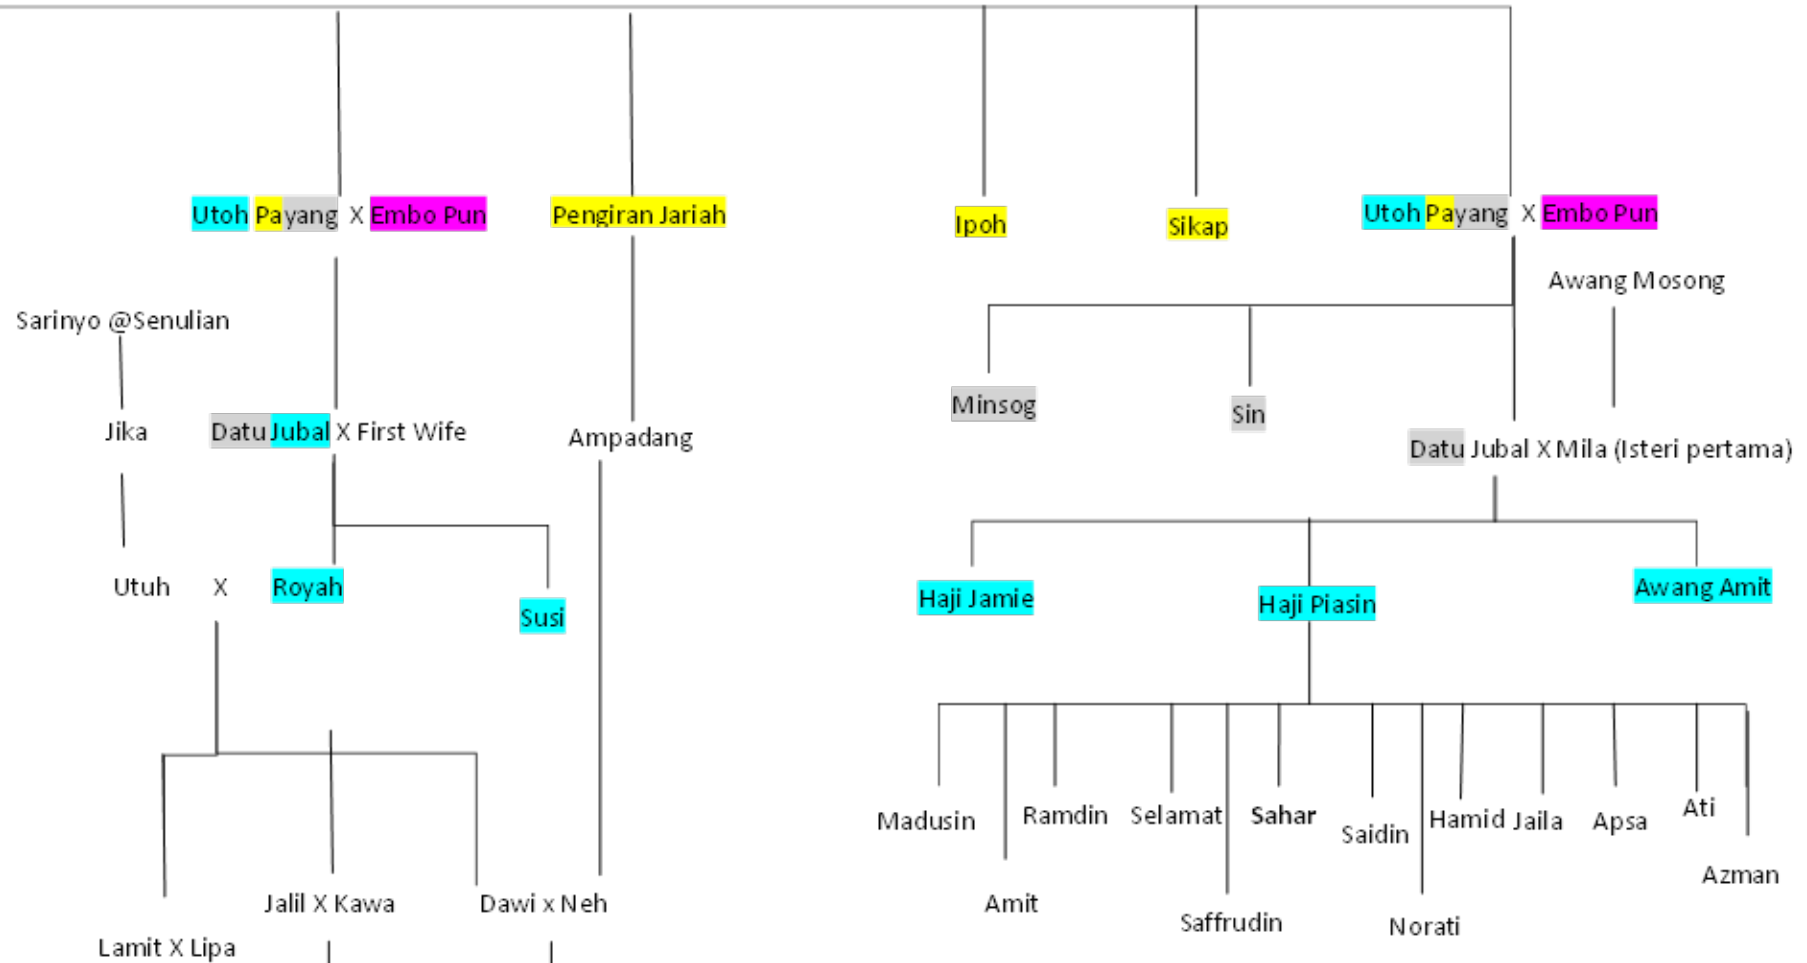 Utoh Payang X Embo Pun
Pengiran Jariah
Ipoh
Sikap
Utoh Payang X Embo Pun
Awang Mosong
Sarinyo @Senulian
Minsog
Sin
Jika
Datu Jubal X First Wife
Ampadang
Datu Jubal X Mila (Isteri pertama)
Utuh X Royah
Susi
Haji Jamie
Haji Piasin
Awang Amit
Madusin
Ramdin
Selamat
Sahar
Saidin
Hamid
Jaila
Apsa
Ati
Azman
Amit
Saffrudin
Norati
Jalil X Kawa
Dawi x Neh
Lamit X Lipa